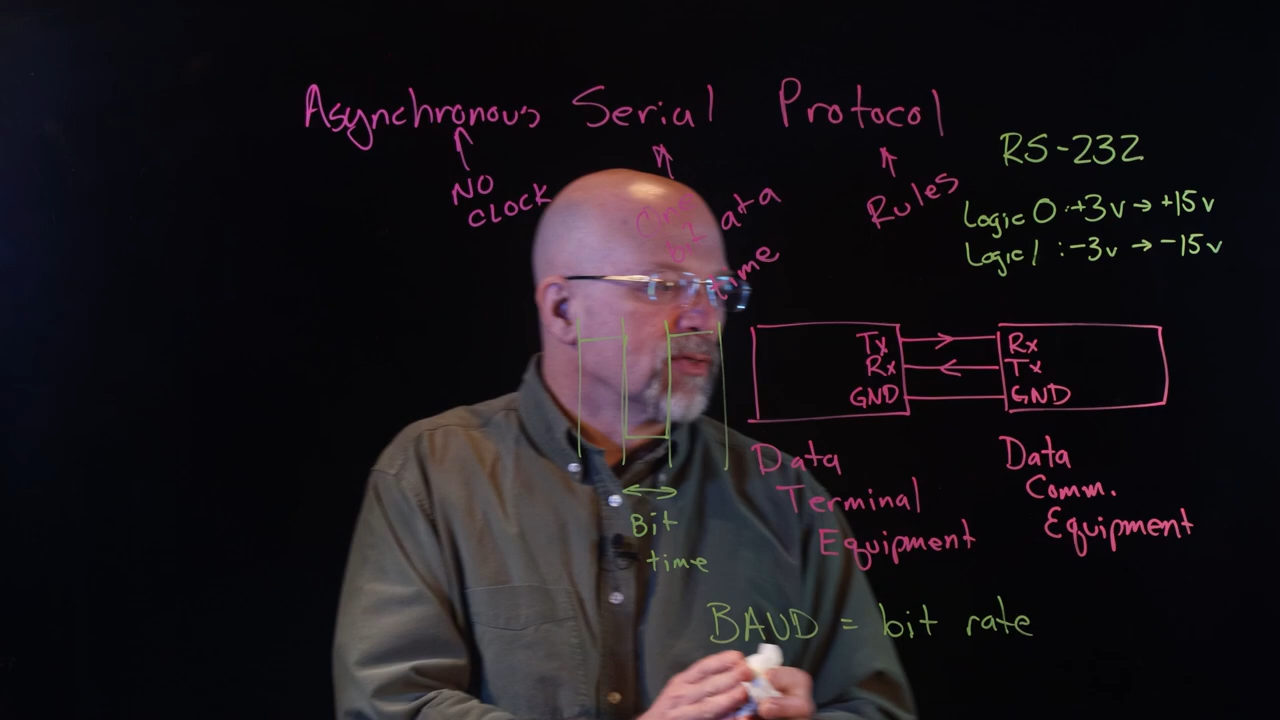 Asynchronous Serial Protocol
NO
CLOCK
Rules
RS-232
Logic 0 : +3v → +15v
Logic 1 : -3v → -15v
Tx
Rx
GND
Rx
Tx
GND
Data
Terminal
Equipment
Data
Comm.
Equipment
Bit
time
BAUD = bit rate